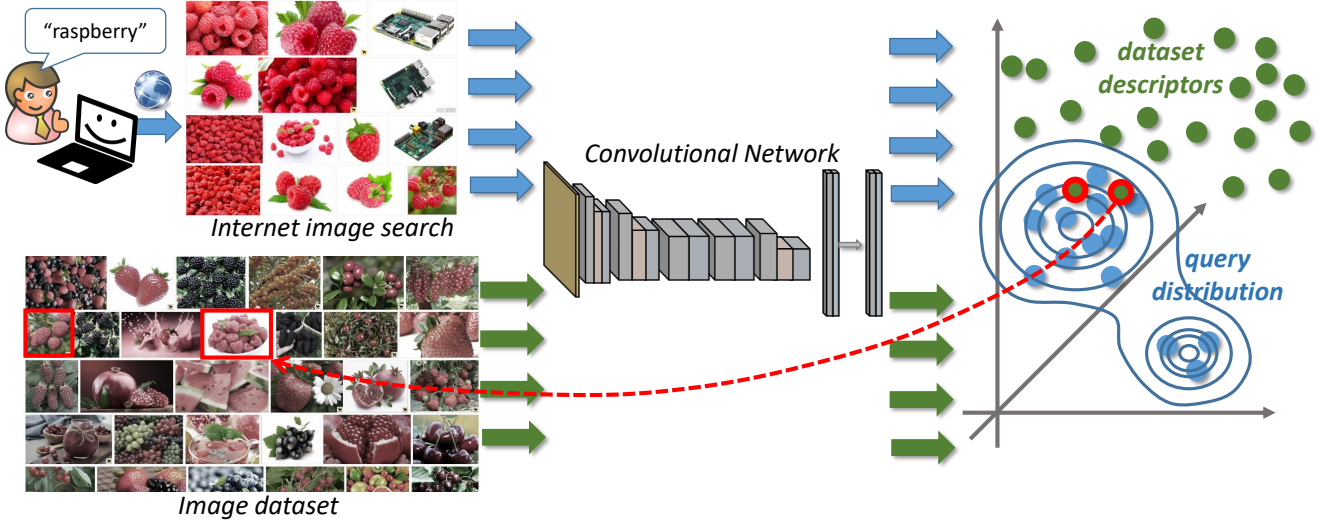 “raspberry”
Internet image search
Convolutional Network
dataset
descriptors
query
distribution
Image dataset